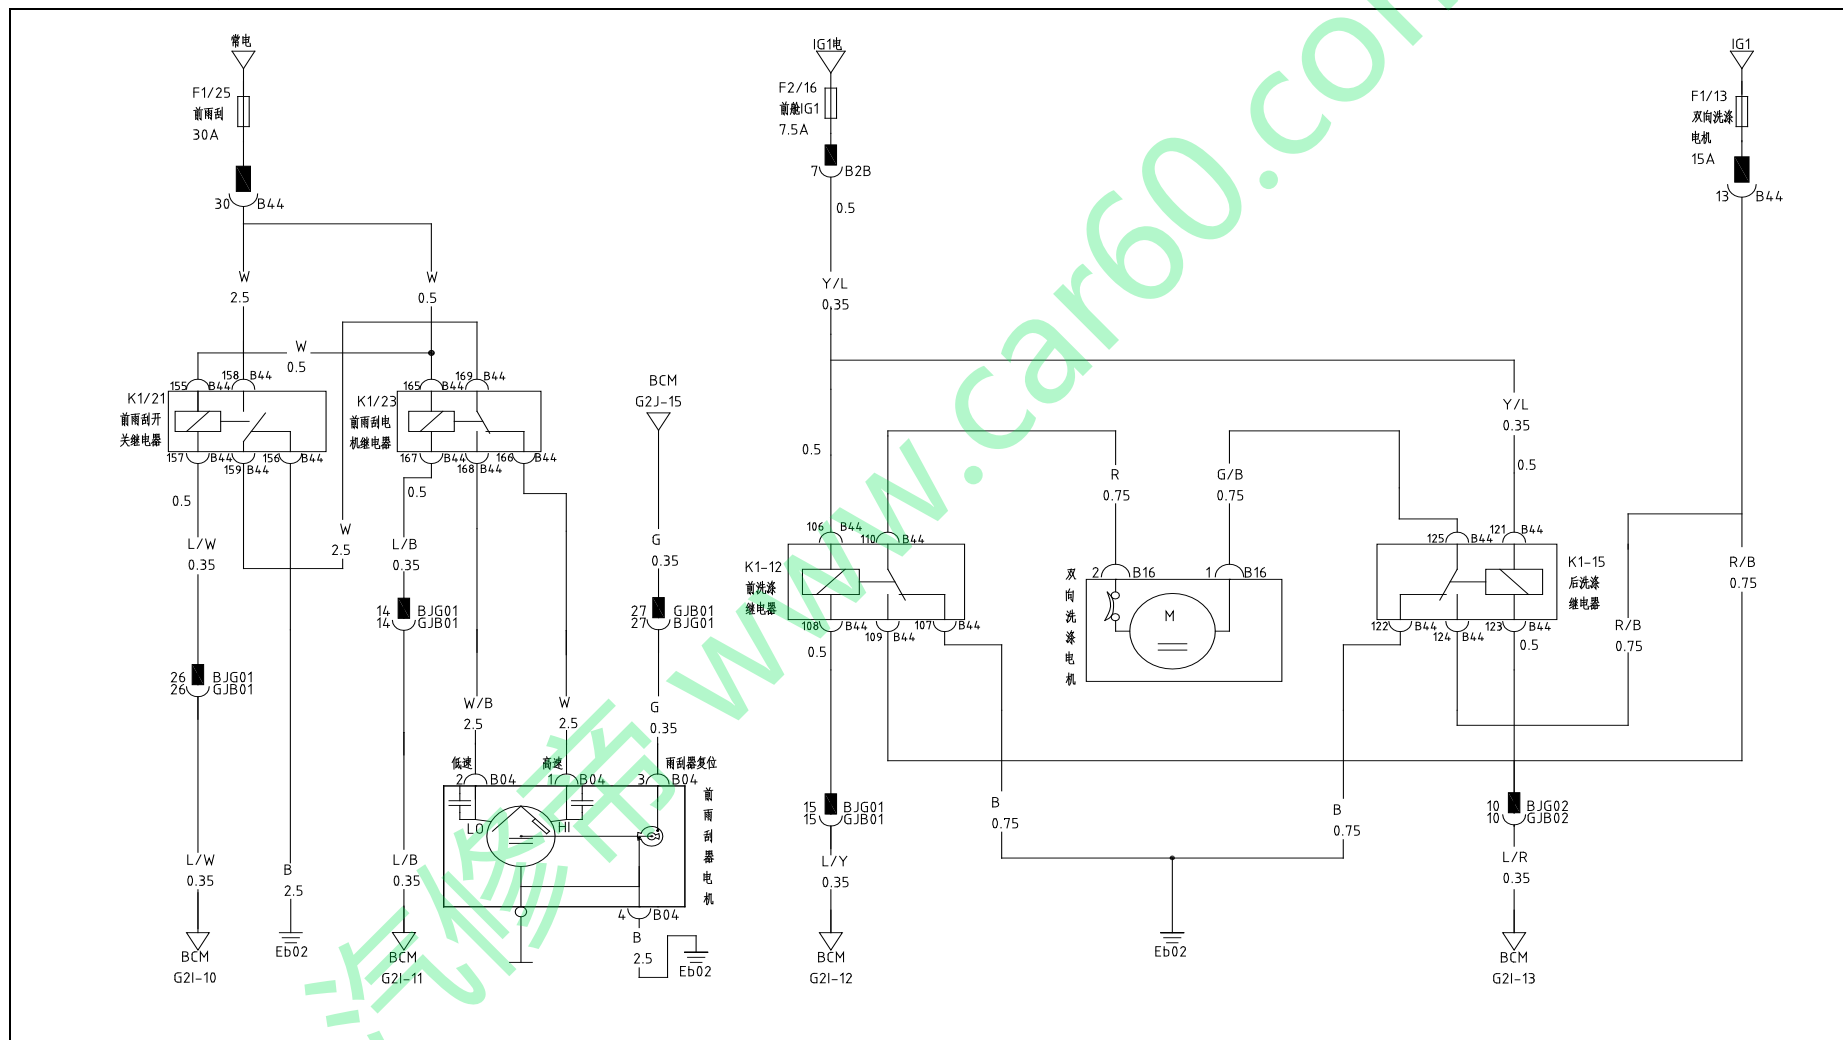 常电
F1/25
前雨刮
30A
30 B44
W
2.5
W
0.5
W
0.5
155 B44
158 B44
K1/21
前雨刮开
关继电器
157 B44
159 B44
156 B44
0.5
L/W
0.35
26 BJG01
26 GJB01
L/W
0.35
BCM
G2I-10
B
2.5
Eb02
W
2.5
165 B44
169 B44
K1/23
前雨刮电
机继电器
167 B44
168 B44
166 B44
0.5
L/B
0.35
14 BJG01
14 GJB01
L/B
0.35
BCM
G2I-11
W/B
2.5
W
2.5
BCM
G2J-15
G
0.35
27 GJB01
27 BJG01
G
0.35
低速
高速
雨刮器复位
2 B04
1 B04
3 B04
LO
HI
前雨刮器电机
4 B04
B
2.5
Eb02
IG1电
F2/16
前舱IG1
7.5A
7 B2B
0.5
Y/L
0.35
0.5
106 B44
110 B44
K1-12
前洗涤
继电器
108 B44
109 B44
107 B44
0.5
15 BJG01
15 GJB01
L/Y
0.35
BCM
G2I-12
R
0.75
G/B
0.75
2 B16
1 B16
M
双向洗涤电机
B
0.75
Eb02
B
0.75
Y/L
0.35
0.5
125 B44
121 B44
K1-15
后洗涤
继电器
122 B44
124 B44
123 B44
0.5
10 BJG02
10 GJB02
L/R
0.35
BCM
G2I-13
R/B
0.75
IG1
F1/13
双向洗涤
电机
15A
13 B44
R/B
0.75
汽修帝 www.car60.com